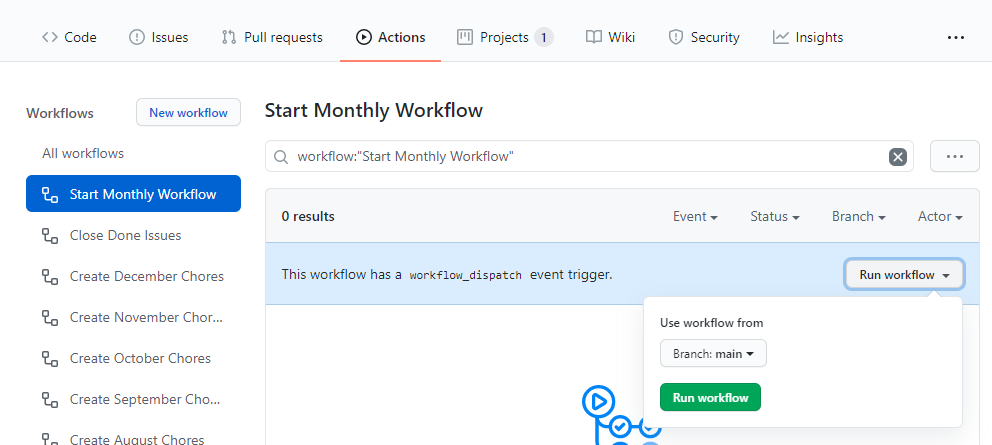 Code Issues Pull requests Actions Projects 1 Wiki Security Insights ...
Workflows
New workflow
All workflows
Start Monthly Workflow
Close Done Issues
Create December Chores
Create November Chor...
Create October Chores
Create September Cho...
Create August Chores
Start Monthly Workflow
workflow:"Start Monthly Workflow"
0 results Event Status Branch Actor
This workflow has a workflow_dispatch event trigger. Run workflow
Use workflow from
Branch: main
Run workflow